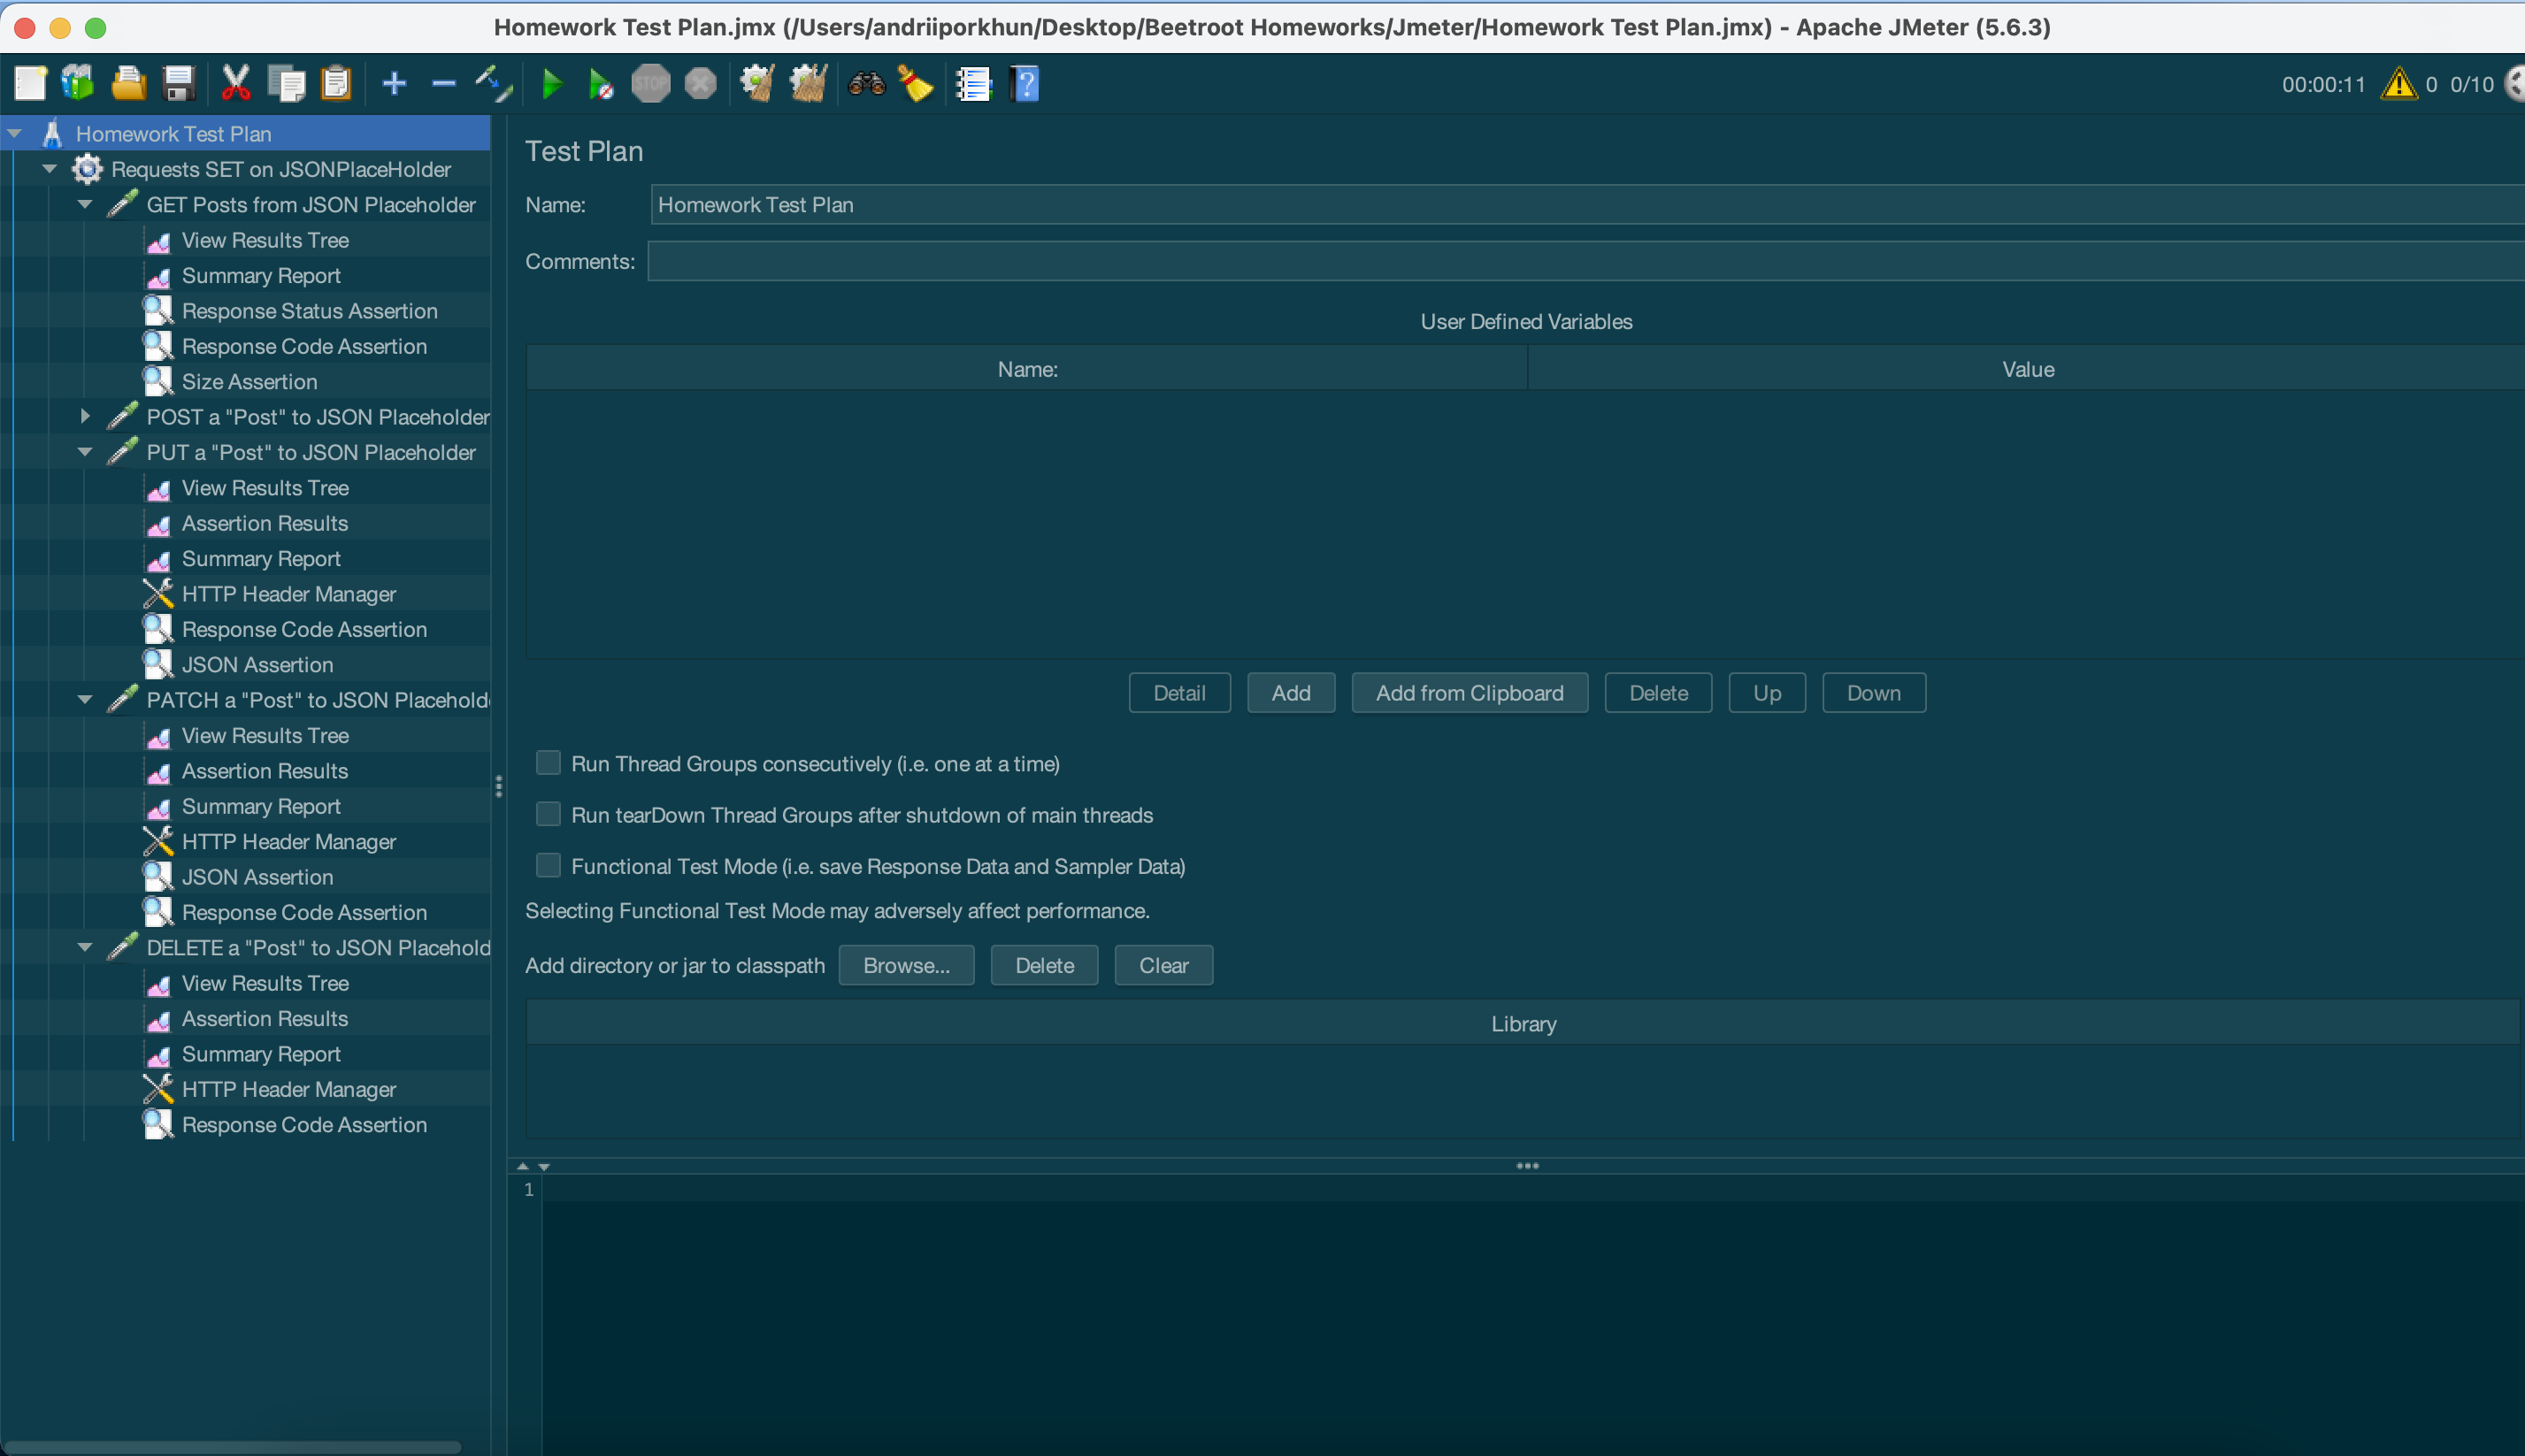 Homework Test Plan.jmx (/Users/andriiporkhun/Desktop/Beetroot Homeworks/Jmeter/Homework Test Plan.jmx) - Apache JMeter (5.6.3)
STOP
00:00:11
0 0/10
Homework Test Plan
Requests SET on JSONPlaceHolder
GET Posts from JSON Placeholder
View Results Tree
Summary Report
Response Status Assertion
Response Code Assertion
Size Assertion
POST a "Post" to JSON Placeholder
PUT a "Post" to JSON Placeholder
View Results Tree
Assertion Results
Summary Report
HTTP Header Manager
Response Code Assertion
JSON Assertion
PATCH a "Post" to JSON Placehold
View Results Tree
Assertion Results
Summary Report
HTTP Header Manager
JSON Assertion
Response Code Assertion
DELETE a "Post" to JSON Placehold
View Results Tree
Assertion Results
Summary Report
HTTP Header Manager
Response Code Assertion
Test Plan
Name: Homework Test Plan
Comments:
User Defined Variables
Name: Value
Detail Add Add from Clipboard Delete Up Down
Run Thread Groups consecutively (i.e. one at a time)
Run tearDown Thread Groups after shutdown of main threads
Functional Test Mode (i.e. save Response Data and Sampler Data)
Selecting Functional Test Mode may adversely affect performance.
Add directory or jar to classpath Browse... Delete Clear
Library
1